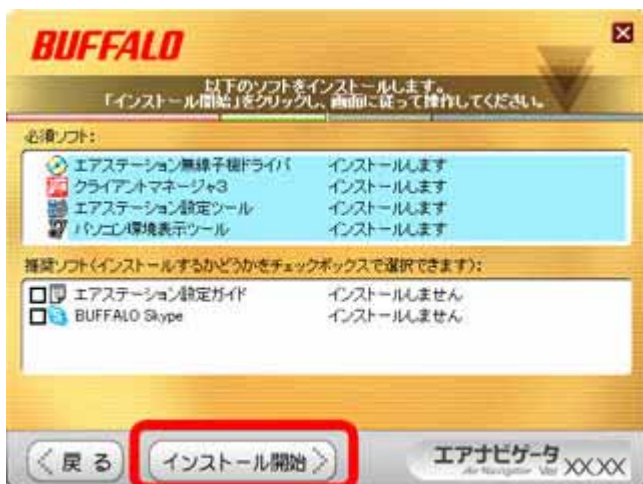 BUFFALO
以下のソフトをインストールします。
「インストール開始」をクリックし、画面に従って操作してください。
必須ソフト:
エアステーション無線子機ドライバ インストールします
クライアントマネージャ3 インストールします
エアステーション設定ツール インストールします
パソコン環境表示ツール インストールします
推奨ソフト(インストールするかどうかをチェックボックスで選択できます):
エアステーション設定ガイド インストールしません
BUFFALO Skype インストールしません
戻る
インストール開始
エアナビゲータ
Air Navigator Ver XX.XX